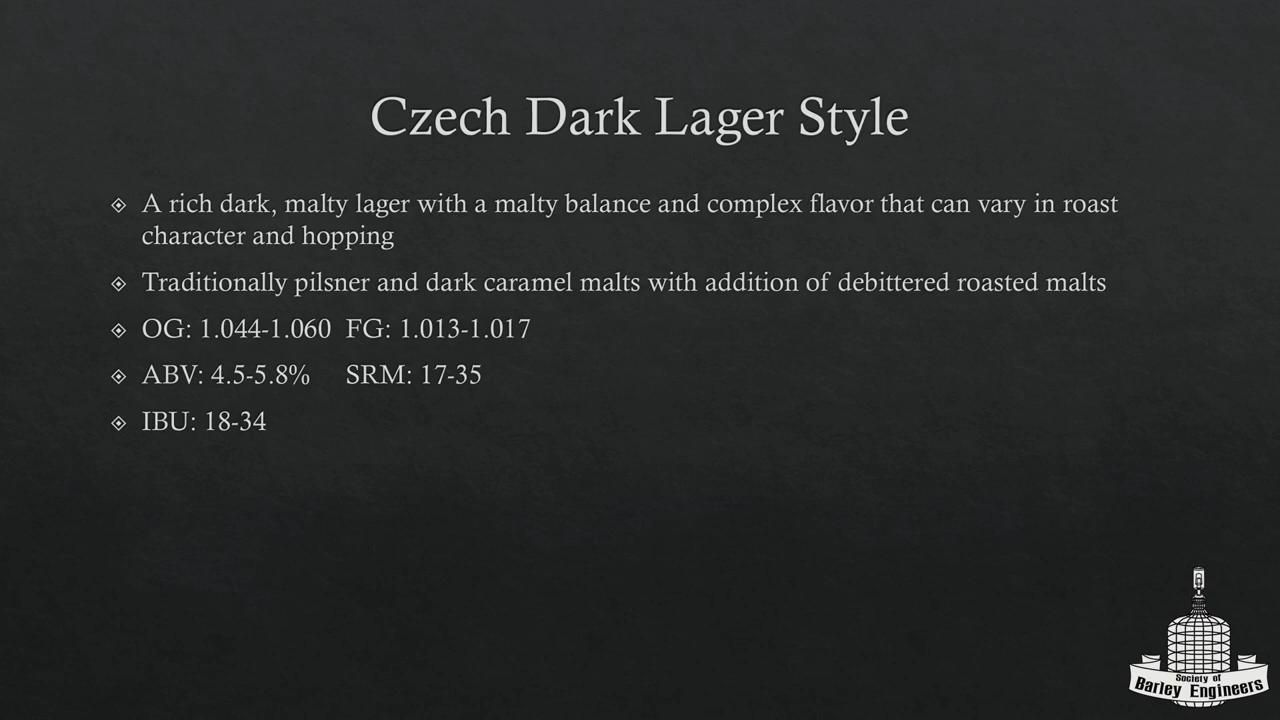 Czech Dark Lager Style
A rich dark, malty lager with a malty balance and complex flavor that can vary in roast
character and hopping
Traditionally pilsner and dark caramel malts with addition of debittered roasted malts
OG: 1.044-1.060 FG: 1.013-1.017
ABV: 4.5-5.8% SRM: 17-35
IBU: 18-34
Society of
Barley Engineers